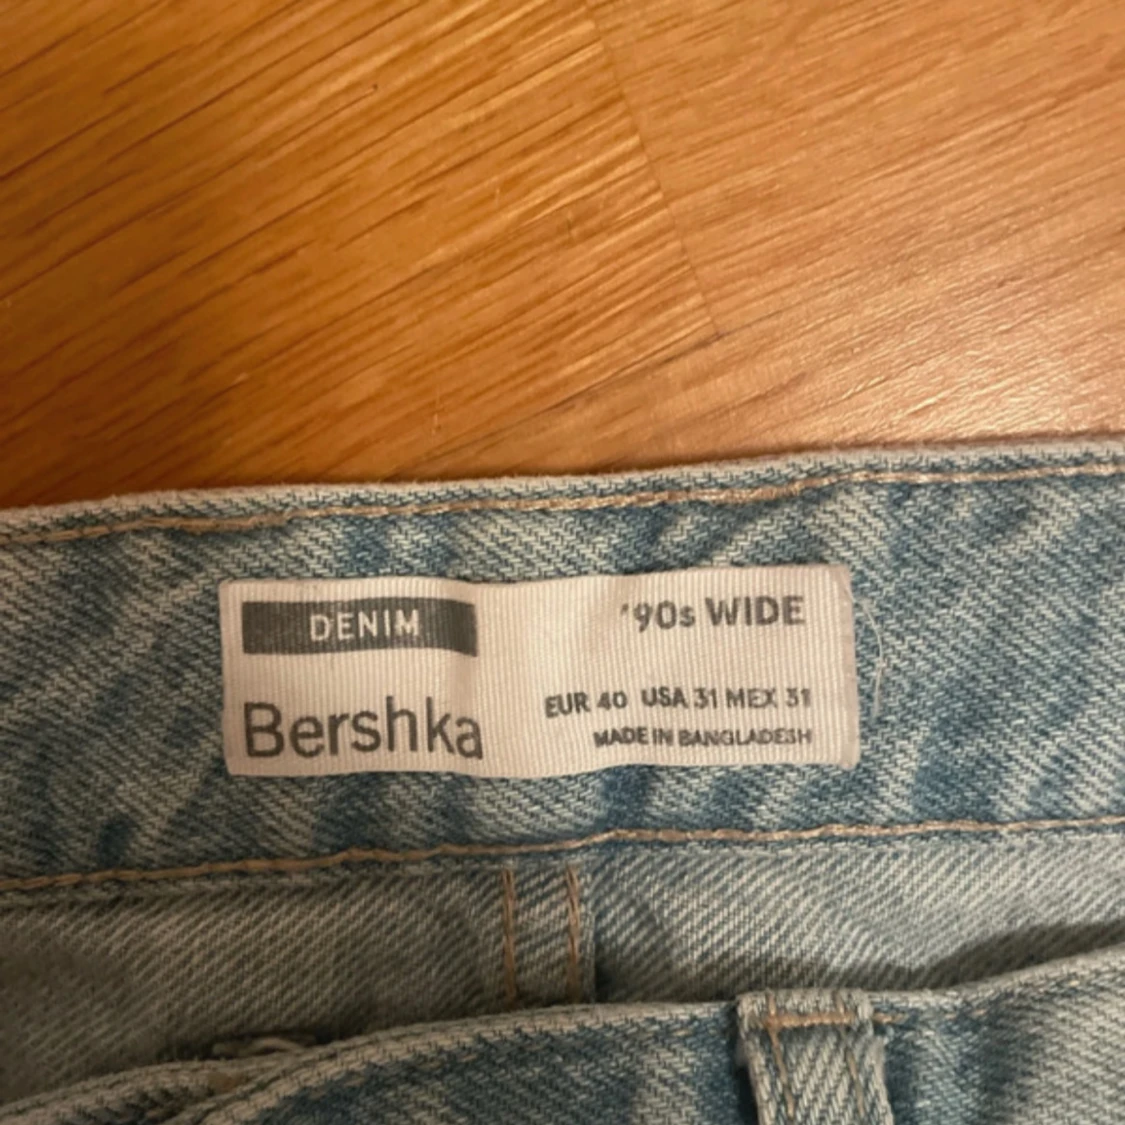 DENIM
Bershka
'90s WIDE
EUR 40 USA 31 MEX 31
MADE IN BANGLADESH